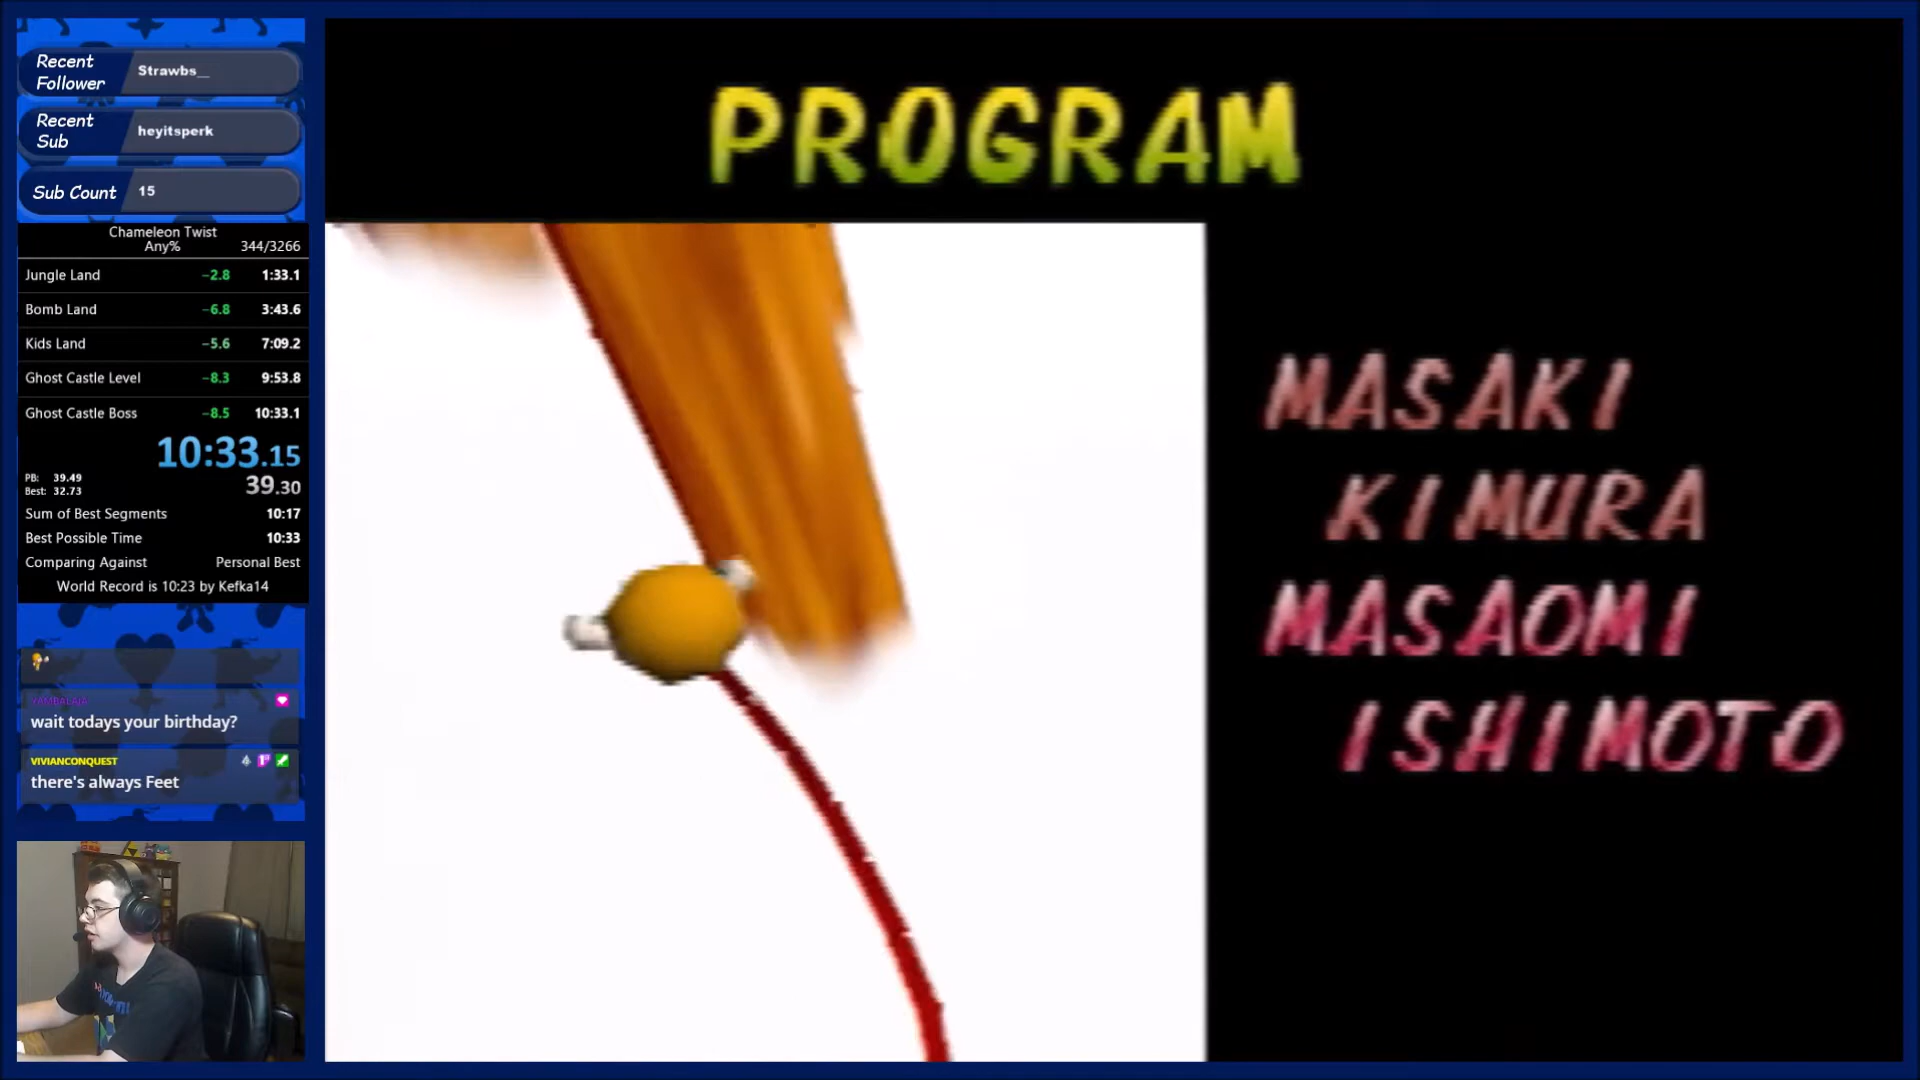 Recent Follower
Strawbs__
Recent Sub
heyitsperk
Sub Count
15
Chameleon Twist
Any% 344/3266
Jungle Land −2.8 1:33.1
Bomb Land −6.8 3:43.6
Kids Land −5.6 7:09.2
Ghost Castle Level −8.3 9:53.8
Ghost Castle Boss −8.5 10:33.1
10:33.15
PB: 39.49
Best: 32.73
39.30
Sum of Best Segments 10:17
Best Possible Time 10:33
Comparing Against Personal Best
World Record is 10:23 by Kefka14
wait todays your birthday?
VIVIANCONQUEST
there's always Feet
PROGRAM
MASAKI
KIMURA
MASAOMI
ISHIMOTO